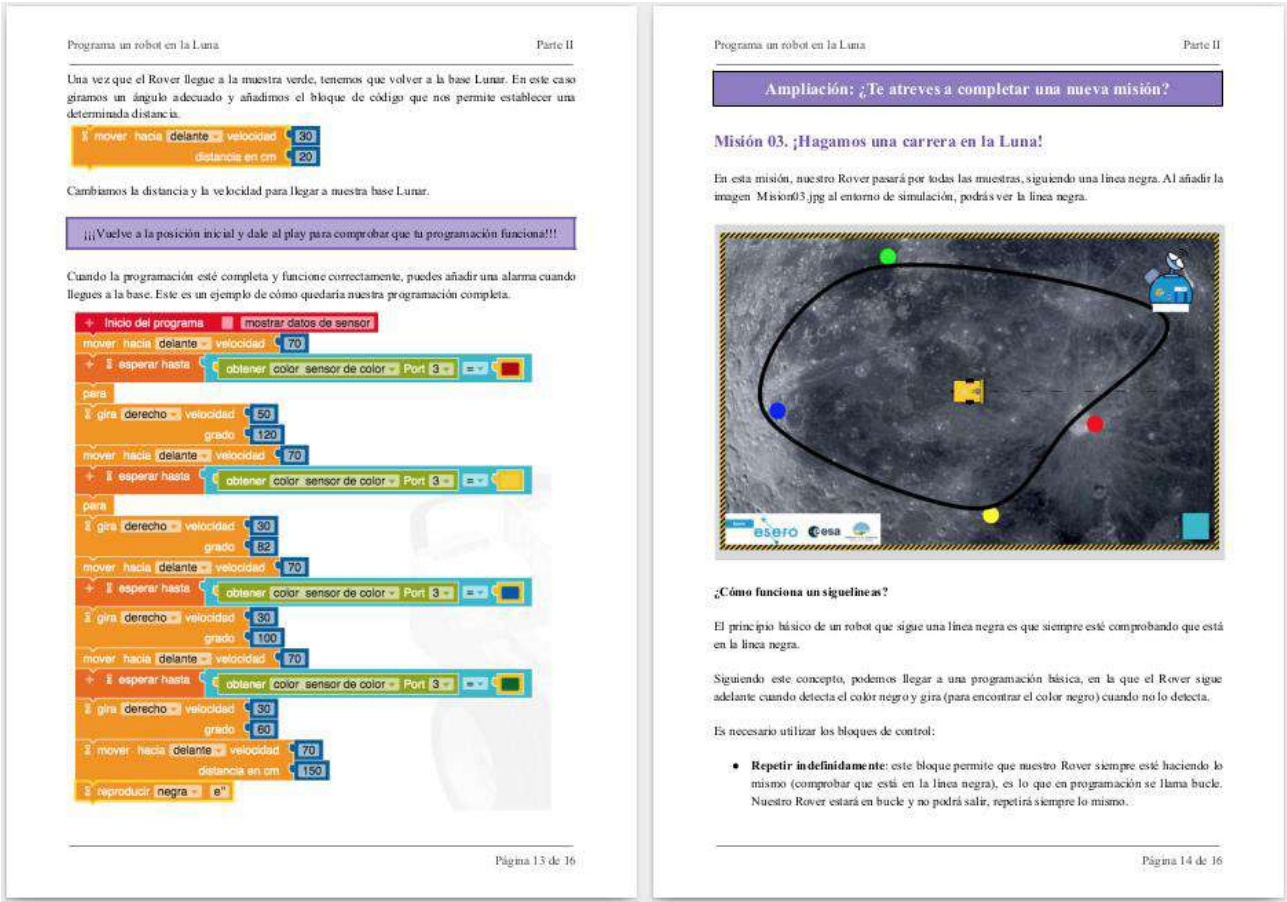 Programa un robot en la Luna Parte II
Una vez que el Rover llegue a la muestra verde, tenemos que volver a la base Lunar. En este caso
giramos un ángulo adecuado y añadimos el bloque de código que nos permite establecer una
determinada distancia.
mover hacia delante velocidad 30
distancia en cm 20
Cambiamos la distancia y la velocidad para llegar a nuestra base Lunar.
¡¡¡Vuelve a la posición inicial y dale al play para comprobar que tu programación funciona!!!
Cuando la programación esté completa y funcione correctamente, puedes añadir una alarma cuando
llegues a la base. Este es un ejemplo de cómo quedaría nuestra programación completa.
+ Inicio del programa mostrar datos de sensor
mover hacia delante velocidad 70
+ esperar hasta obtener color sensor de color Port 3 =
para
gira derecho velocidad 50
grado 120
mover hacia delante velocidad 70
+ esperar hasta obtener color sensor de color Port 3 =
para
gira derecho velocidad 30
grado 82
mover hacia delante velocidad 70
+ esperar hasta obtener color sensor de color Port 3 =
gira derecho velocidad 30
grado 100
mover hacia delante velocidad 70
+ esperar hasta obtener color sensor de color Port 3 =
gira derecho velocidad 30
grado 60
mover hacia delante velocidad 70
distancia en cm 150
reproducir negra e"
Página 13 de 16
Programa un robot en la Luna Parte II
Ampliación: ¿Te atreves a completar una nueva misión?
Misión 03. ¡Hagamos una carrera en la Luna!
En esta misión, nuestro Rover pasará por todas las muestras, siguiendo una línea negra. Al añadir la
imagen Mision03.jpg al entorno de simulación, podrás ver la línea negra.
esero esa
¿Cómo funciona un siguelineas?
El principio básico de un robot que sigue una línea negra es que siempre esté comprobando que está
en la línea negra.
Siguiendo este concepto, podemos llegar a una programación básica, en la que el Rover sigue
adelante cuando detecta el color negro y gira (para encontrar el color negro) cuando no lo detecta.
Es necesario utilizar los bloques de control:
● Repetir indefinidamente: este bloque permite que nuestro Rover siempre esté haciendo lo
mismo (comprobar que está en la línea negra), es lo que en programación se llama bucle.
Nuestro Rover estará en bucle y no podrá salir, repetirá siempre lo mismo.
Página 14 de 16